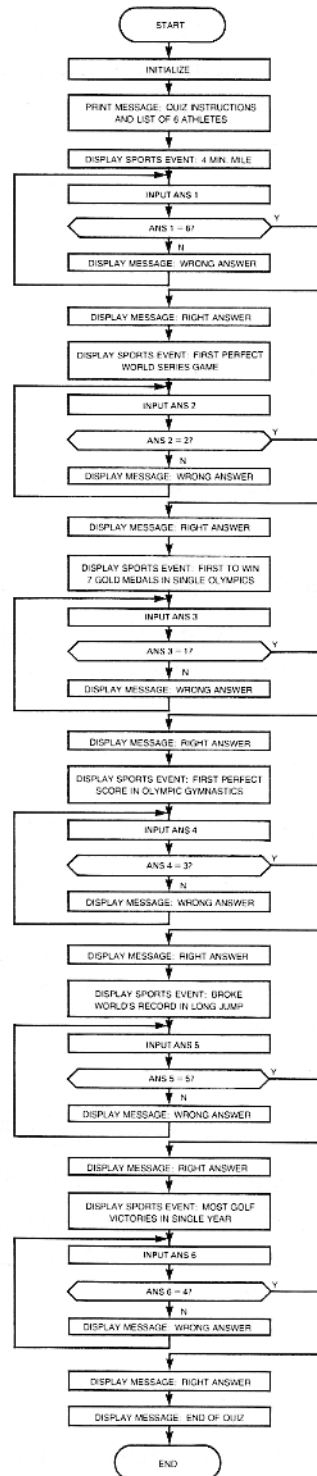 START
INITIALIZE
PRINT MESSAGE: QUIZ INSTRUCTIONS
AND LIST OF 6 ATHLETES
DISPLAY SPORTS EVENT: 4 MIN. MILE
INPUT ANS 1
ANS 1 = 6?
Y
N
DISPLAY MESSAGE: WRONG ANSWER
DISPLAY MESSAGE: RIGHT ANSWER
DISPLAY SPORTS EVENT: FIRST PERFECT
WORLD SERIES GAME
INPUT ANS 2
ANS 2 = 2?
Y
N
DISPLAY MESSAGE: WRONG ANSWER
DISPLAY MESSAGE: RIGHT ANSWER
DISPLAY SPORTS EVENT: FIRST TO WIN
7 GOLD MEDALS IN SINGLE OLYMPICS
INPUT ANS 3
ANS 3 = 1?
Y
N
DISPLAY MESSAGE: WRONG ANSWER
DISPLAY MESSAGE: RIGHT ANSWER
DISPLAY SPORTS EVENT: FIRST PERFECT
SCORE IN OLYMPIC GYMNASTICS
INPUT ANS 4
ANS 4 = 3?
Y
N
DISPLAY MESSAGE: WRONG ANSWER
DISPLAY MESSAGE: RIGHT ANSWER
DISPLAY SPORTS EVENT: BROKE
WORLD'S RECORD IN LONG JUMP
INPUT ANS 5
ANS 5 = 5?
Y
N
DISPLAY MESSAGE: WRONG ANSWER
DISPLAY MESSAGE: RIGHT ANSWER
DISPLAY SPORTS EVENT: MOST GOLF
VICTORIES IN SINGLE YEAR
INPUT ANS 6
ANS 6 = 4?
Y
N
DISPLAY MESSAGE: WRONG ANSWER
DISPLAY MESSAGE: RIGHT ANSWER
DISPLAY MESSAGE: END OF QUIZ
END